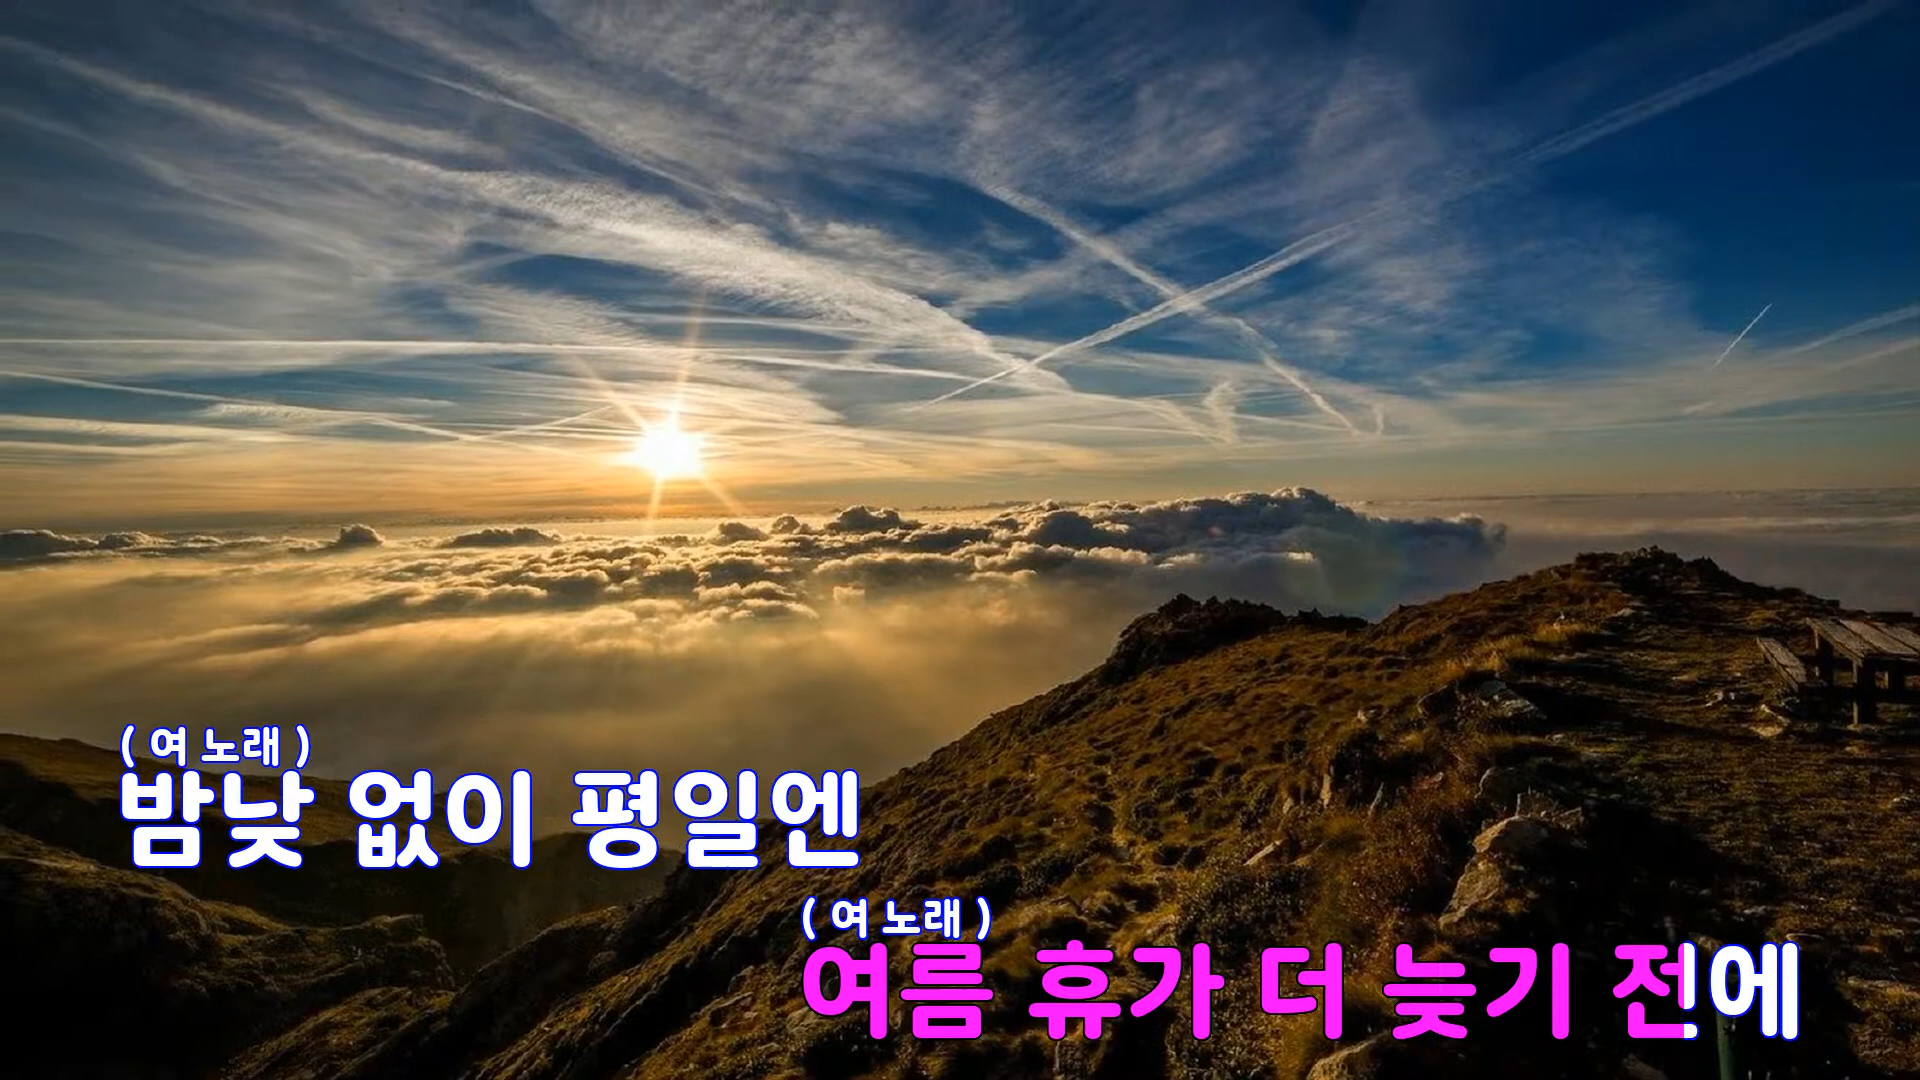 ( 여 노래 )
밤낮 없이 평일엔
( 여 노래 )
여름 휴가 더 늦기 전에